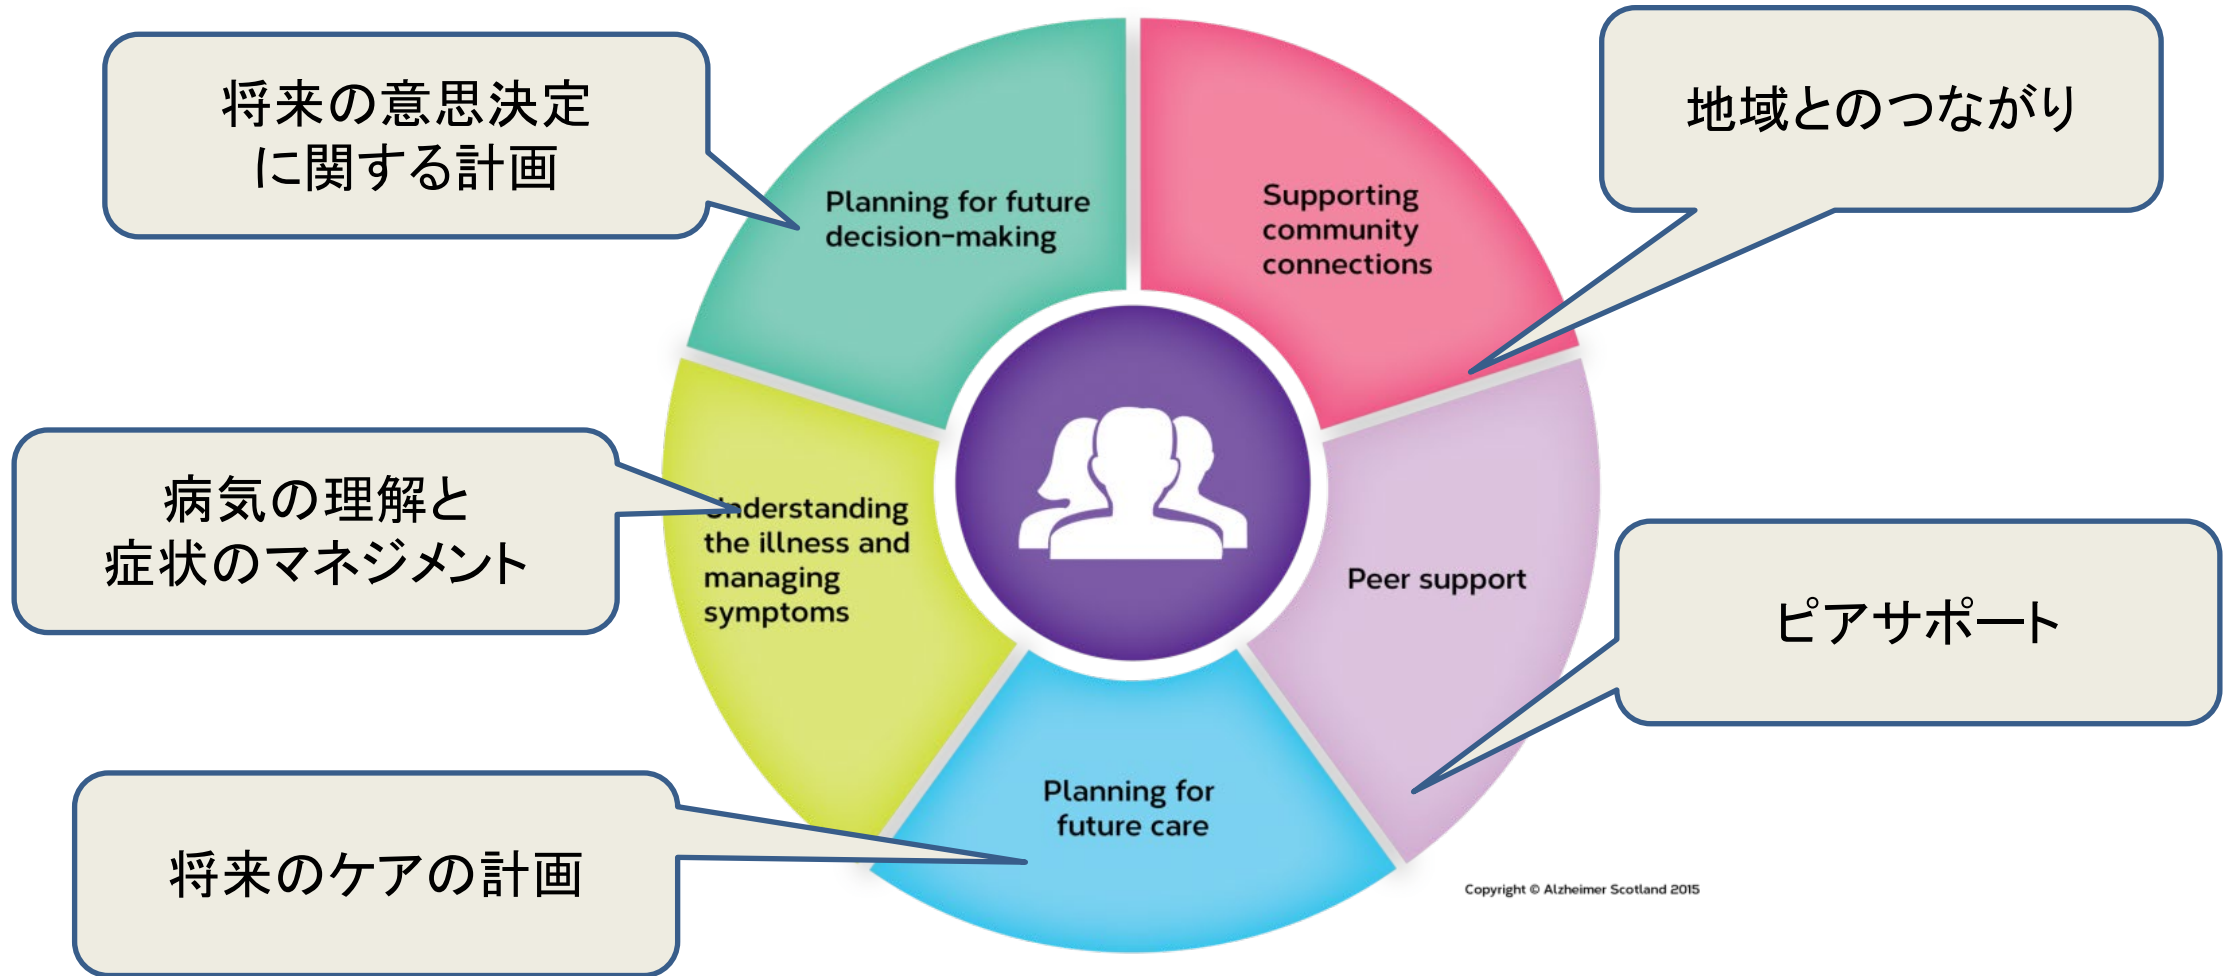 将来の意思決定
に関する計画
地域とのつながり
Planning for future
decision-making
Supporting
community
connections
病気の理解と
症状のマネジメント
Understanding
the illness and
managing
symptoms
Peer support
ピアサポート
将来のケアの計画
Planning for
future care
Copyright © Alzheimer Scotland 2015